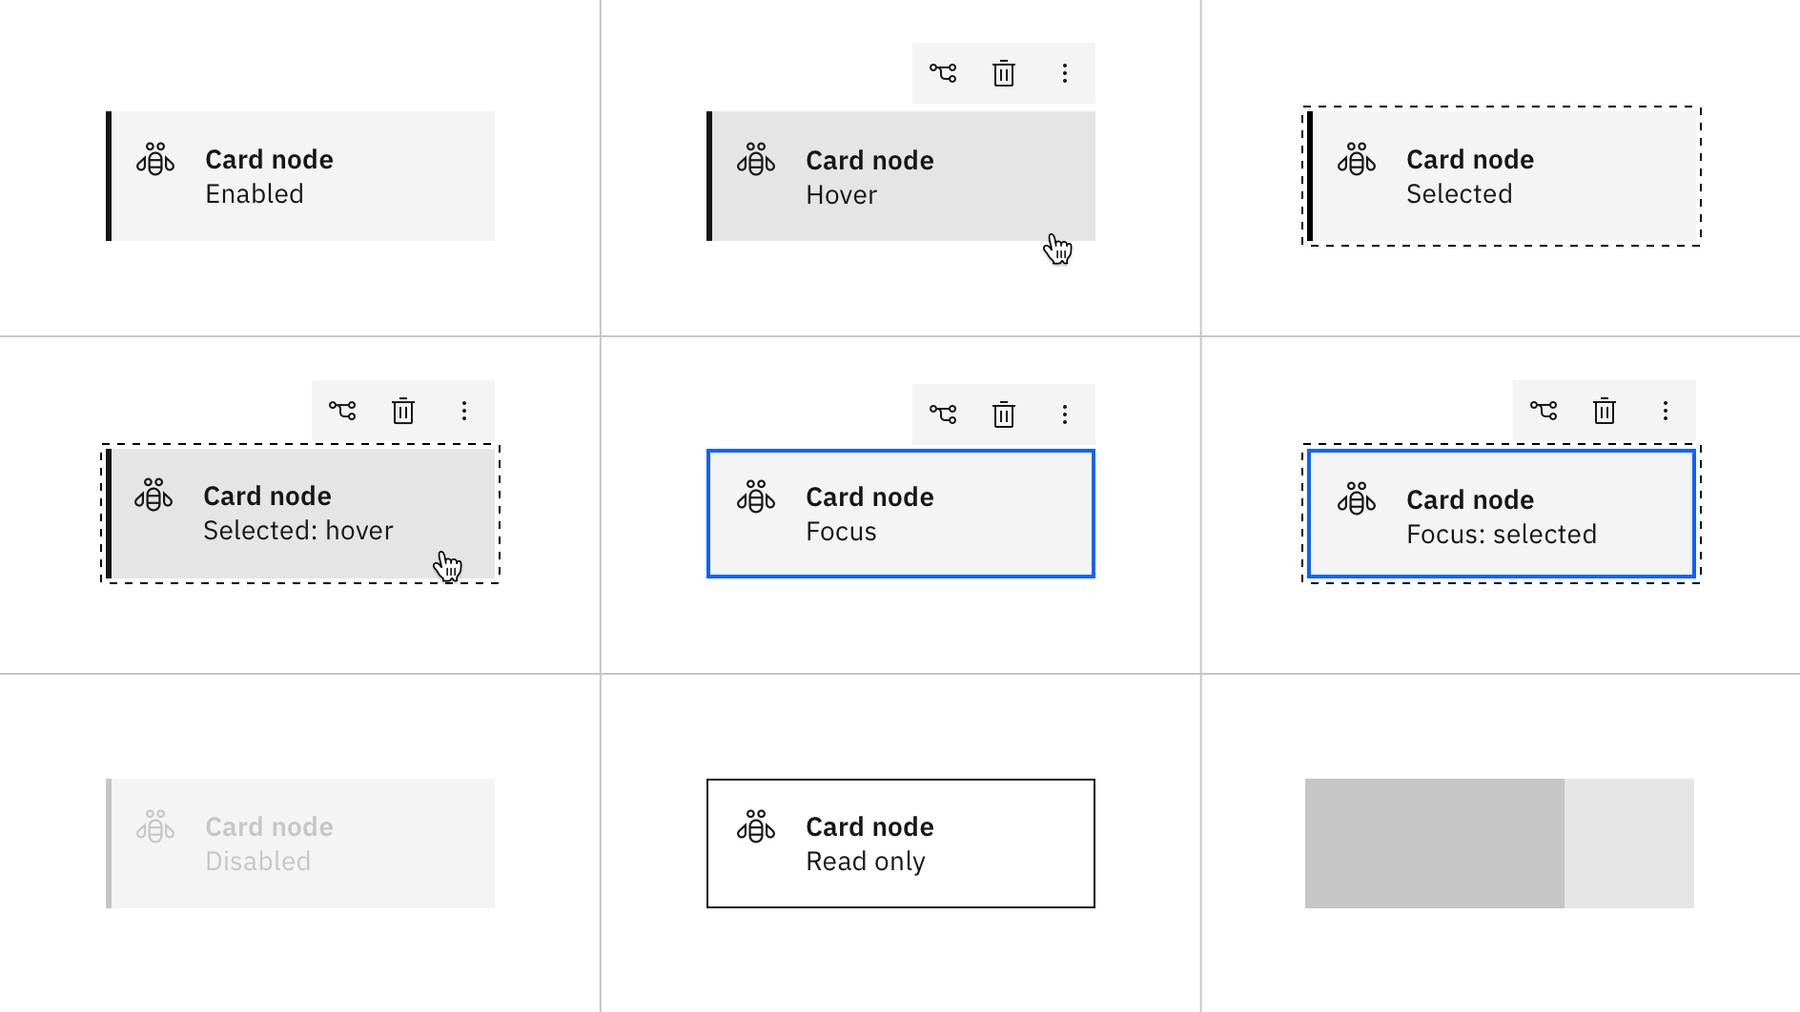 Card node
Enabled
Card node
Hover
Card node
Selected
Card node
Selected: hover
Card node
Focus
Card node
Focus: selected
Card node
Disabled
Card node
Read only